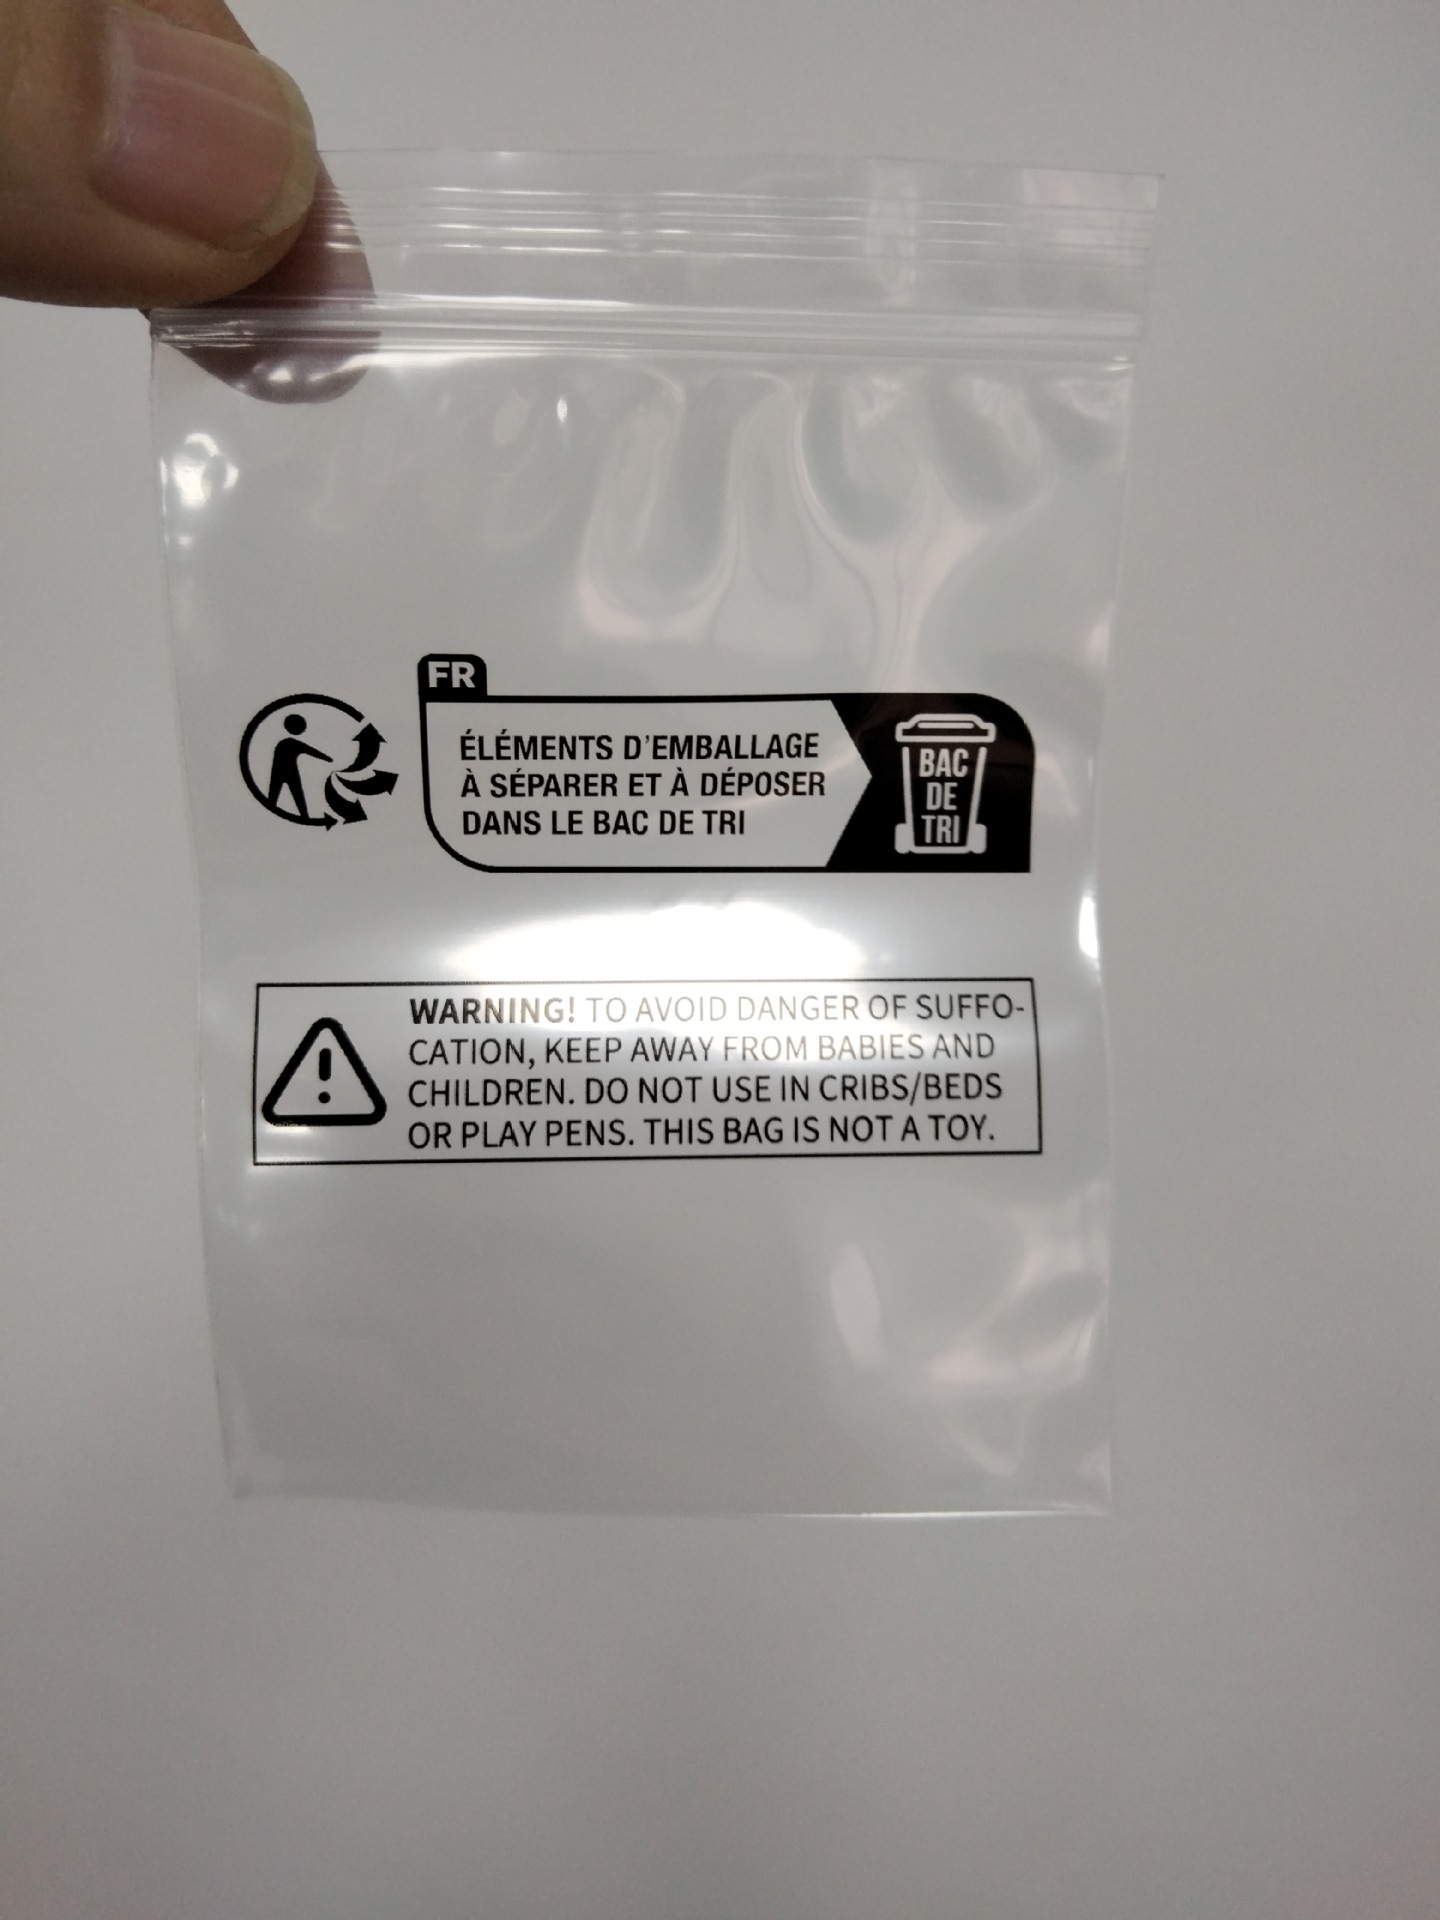 FR
ÉLÉMENTS D'EMBALLAGE
À SÉPARER ET À DÉPOSER
DANS LE BAC DE TRI
BAC
DE
TRI
WARNING! TO AVOID DANGER OF SUFFO-
CATION, KEEP AWAY FROM BABIES AND
CHILDREN. DO NOT USE IN CRIBS/BEDS
OR PLAY PENS. THIS BAG IS NOT A TOY.